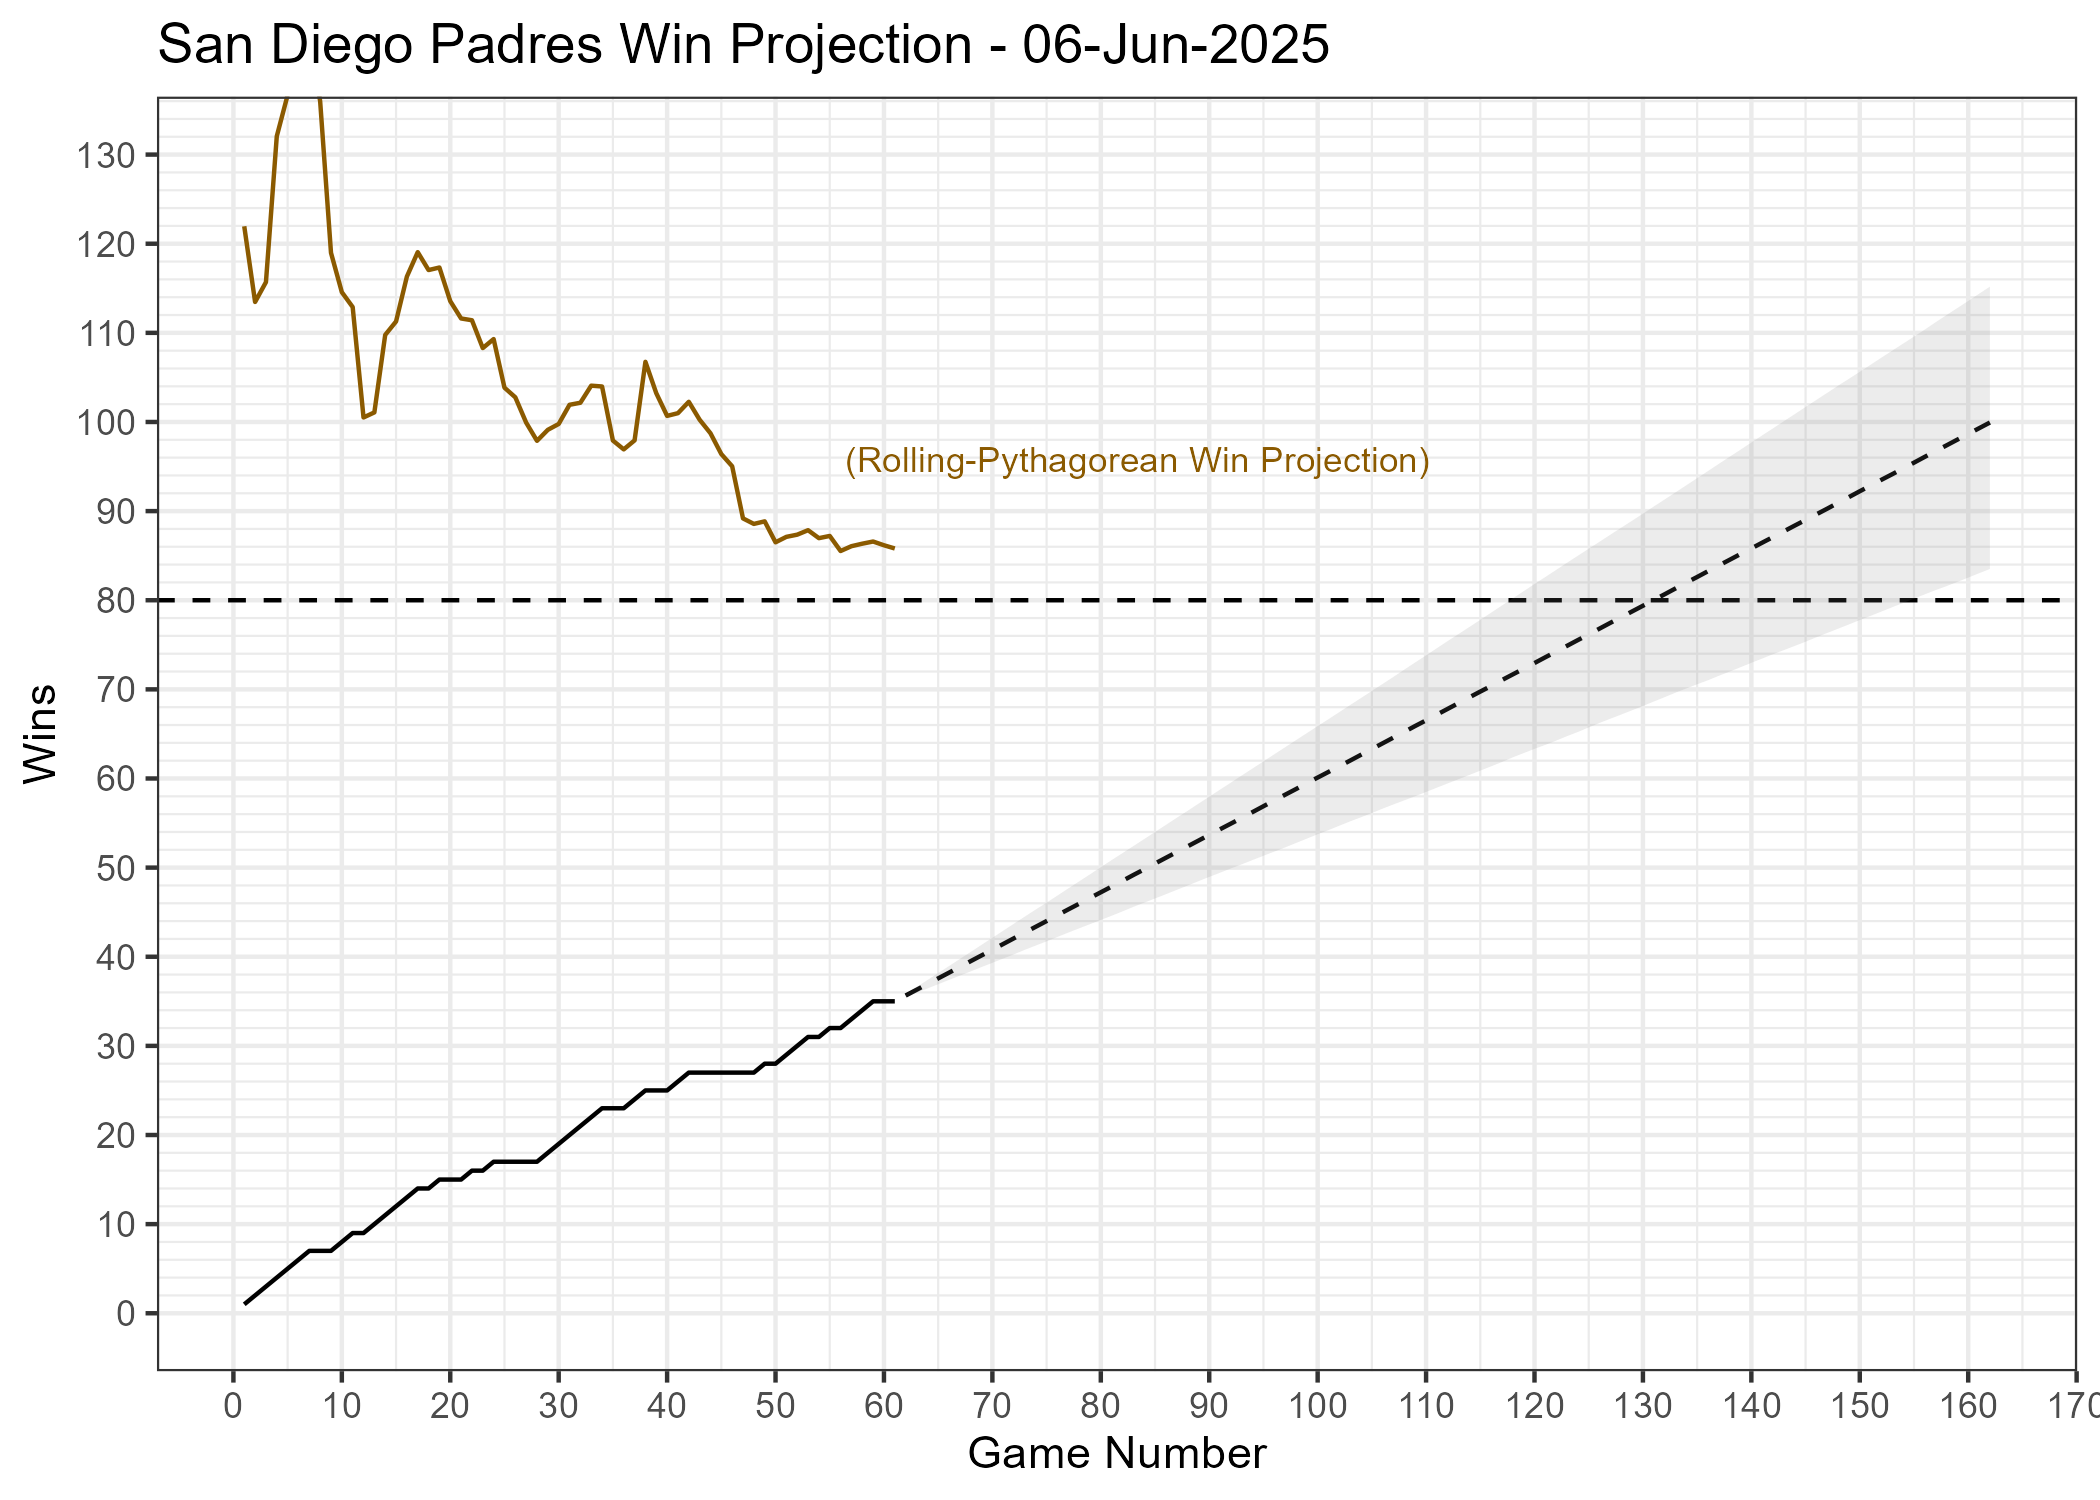 San Diego Padres Win Projection - 06-Jun-2025
130
120
110
100
90
80
70
60
50
40
30
20
10
0
Wins
(Rolling-Pythagorean Win Projection)
0 10 20 30 40 50 60 70 80 90 100 110 120 130 140 150 160 170
Game Number